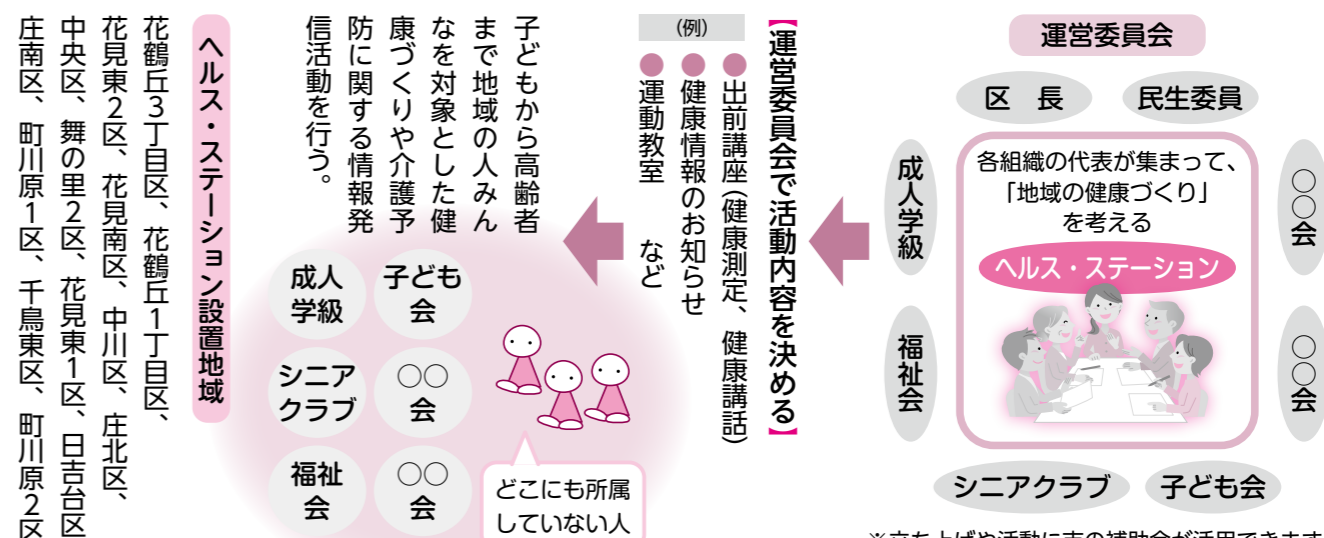 運営委員会
区　長
民生委員
成人学級
福祉会
○○会
○○会
シニアクラブ
子ども会
各組織の代表が集まって、
「地域の健康づくり」
を考える
ヘルス・ステーション
【運営委員会で活動内容を決める】
（例）
●出前講座（健康測定、健康講話）
●健康情報のお知らせ
●運動教室　　など
子どもから高齢者
まで地域の人みん
なを対象とした健
康づくりや介護予
防に関する情報発
信活動を行う。
成人
学級
子ども
会
シニア
クラブ
○○
会
福祉
会
○○
会
どこにも所属
していない人
ヘルス・ステーション設置地域
花鶴丘3丁目区、花鶴丘1丁目区、
花見東2区、花見南区、中川区、庄北区、
中央区、舞の里2区、花見東1区、日吉台区
庄南区、町川原1区、千鳥東区、町川原2区